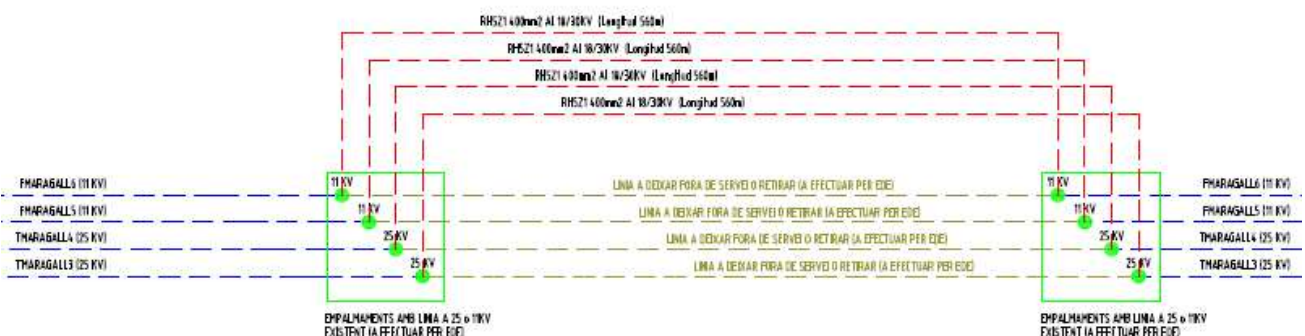 RHSZ1 400mm2 Al 18/30KV (Longitud 560m)
RHSZ1 400mm2 Al 18/30KV (Longitud 560m)
RHSZ1 400mm2 Al 18/30KV (Longitud 560m)
RHSZ1 400mm2 Al 18/30KV (Longitud 560m)
FMARAGALL6 (11 KV)
11 KV
LINIA A DEIXAR FORA DE SERVEI O RETIRAR (A EFECTUAR PER EDE)
11 KV
FMARAGALL6 (11 KV)
FMARAGALL5 (11 KV)
11 KV
LINIA A DEIXAR FORA DE SERVEI O RETIRAR (A EFECTUAR PER EDE)
11 KV
FMARAGALL5 (11 KV)
TMARAGALL4 (25 KV)
25 KV
LINIA A DEIXAR FORA DE SERVEI O RETIRAR (A EFECTUAR PER EDE)
25 KV
TMARAGALL4 (25 KV)
TMARAGALL3 (25 KV)
25 KV
LINIA A DEIXAR FORA DE SERVEI O RETIRAR (A EFECTUAR PER EDE)
25 KV
TMARAGALL3 (25 KV)
EMPALMAMENTS AMB LINIA A 25 o 11KV
EXISTENT (A EFECTUAR PER EDE)
EMPALMAMENTS AMB LINIA A 25 o 11KV
EXISTENT (A EFECTUAR PER EDE)